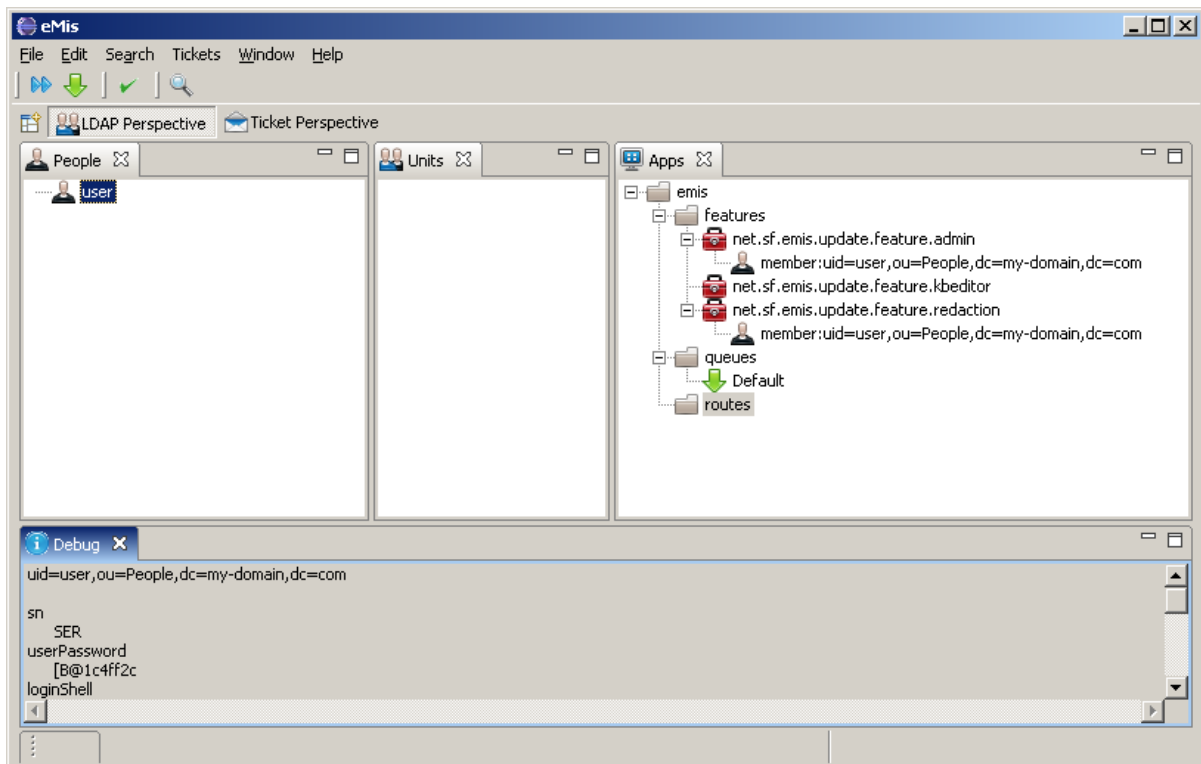 eMis
File Edit Search Tickets Window Help
LDAP Perspective Ticket Perspective
People
user
Units
Apps
emis
features
net.sf.emis.update.feature.admin
member:uid=user,ou=People,dc=my-domain,dc=com
net.sf.emis.update.feature.kbeditor
net.sf.emis.update.feature.redaction
member:uid=user,ou=People,dc=my-domain,dc=com
queues
Default
routes
Debug
uid=user,ou=People,dc=my-domain,dc=com
sn
SER
userPassword
[B@1c4ff2c
loginShell